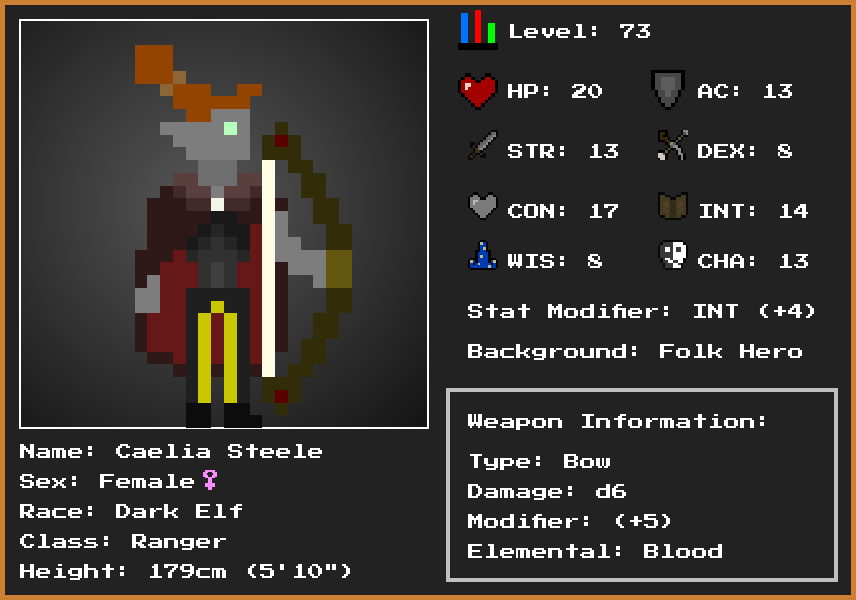 Level: 73
HP: 20
AC: 13
STR: 13
DEX: 8
CON: 17
INT: 14
WIS: 8
CHA: 13
Stat Modifier: INT (+4)
Background: Folk Hero
Weapon Information:
Type: Bow
Damage: d6
Modifier: (+5)
Elemental: Blood
Name: Caelia Steele
Sex: Female♀
Race: Dark Elf
Class: Ranger
Height: 179cm (5'10")